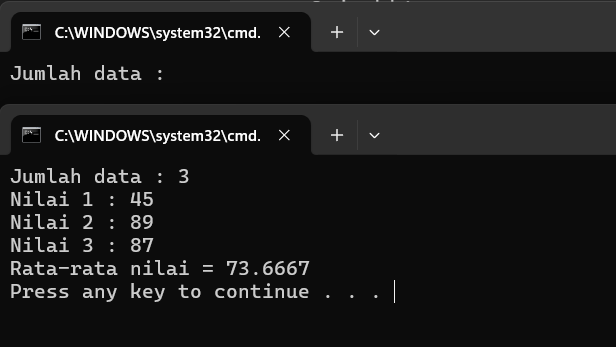 C:\WINDOWS\system32\cmd.
Jumlah data :
C:\WINDOWS\system32\cmd.
Jumlah data : 3
Nilai 1 : 45
Nilai 2 : 89
Nilai 3 : 87
Rata-rata nilai = 73.6667
Press any key to continue . . .